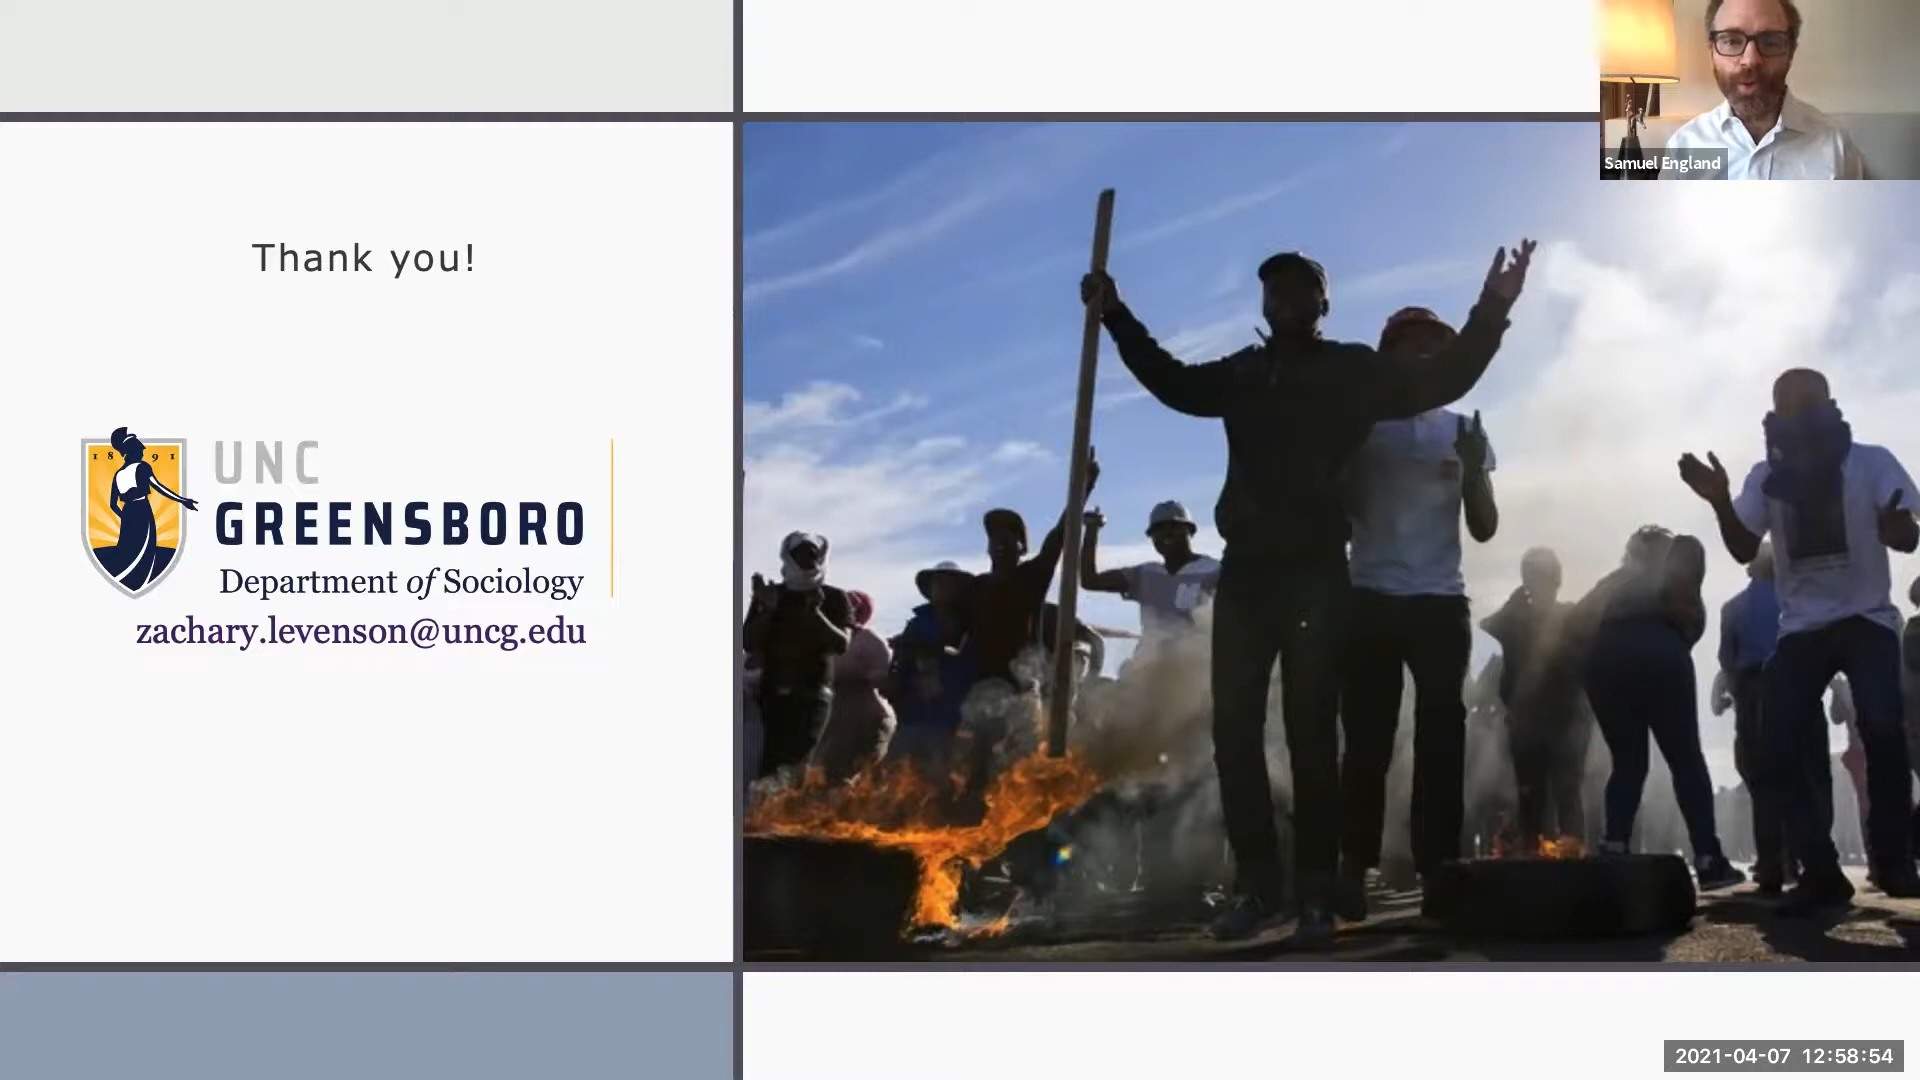 Samuel England
Thank you!
1891
UNC
GREENSBORO
Department of Sociology
zachary.levenson@uncg.edu
2021-04-07 12:58:54